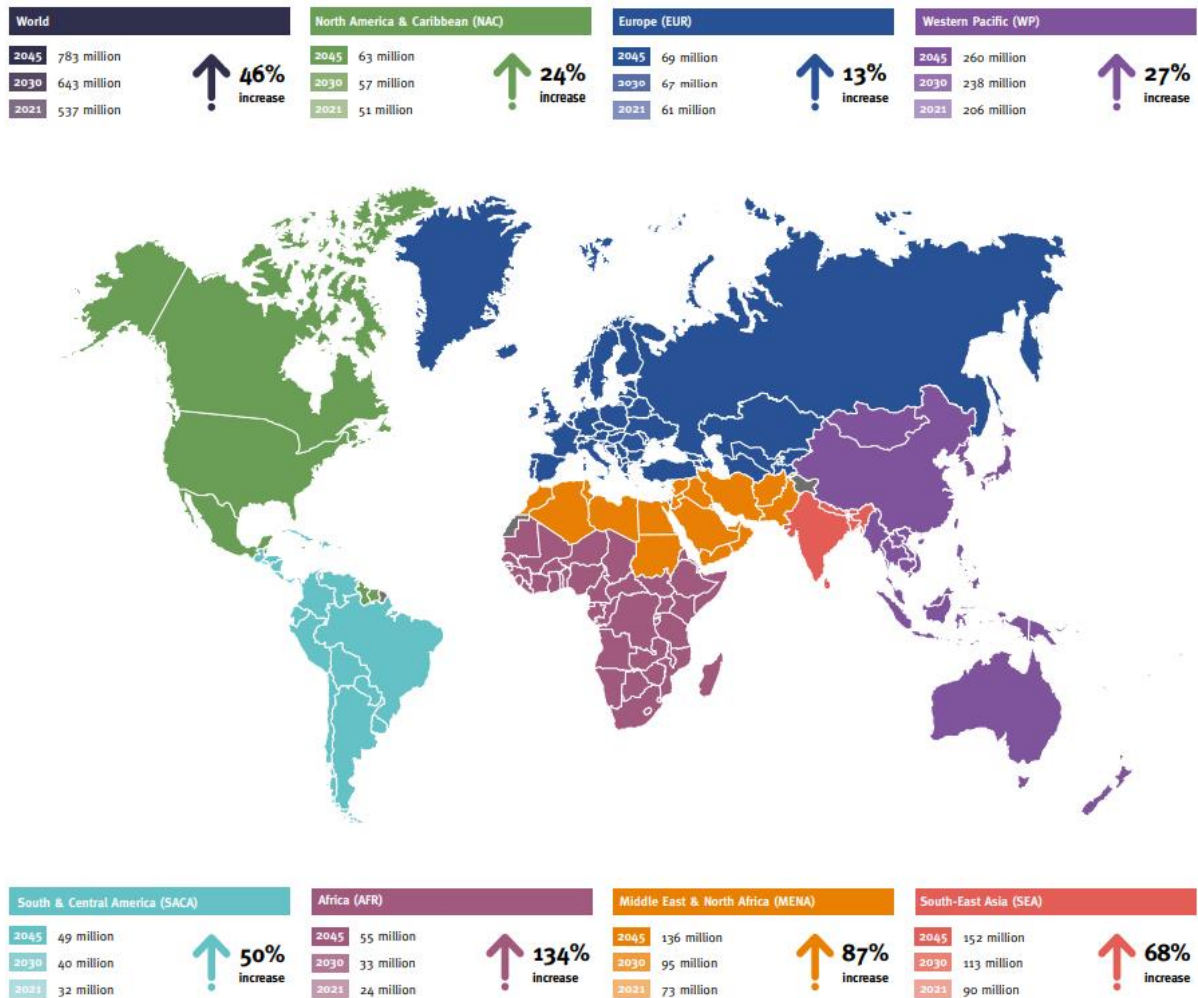 World
2045 783 million
2030 643 million
2021 537 million
46%
increase
North America & Caribbean (NAC)
2045 63 million
2030 57 million
2021 51 million
24%
increase
Europe (EUR)
2045 69 million
2030 67 million
2021 61 million
13%
increase
Western Pacific (WP)
2045 260 million
2030 238 million
2021 206 million
27%
increase
South & Central America (SACA)
2045 49 million
2030 40 million
2021 32 million
50%
increase
Africa (AFR)
2045 55 million
2030 33 million
2021 24 million
134%
increase
Middle East & North Africa (MENA)
2045 136 million
2030 95 million
2021 73 million
87%
increase
South-East Asia (SEA)
2045 152 million
2030 113 million
2021 90 million
68%
increase